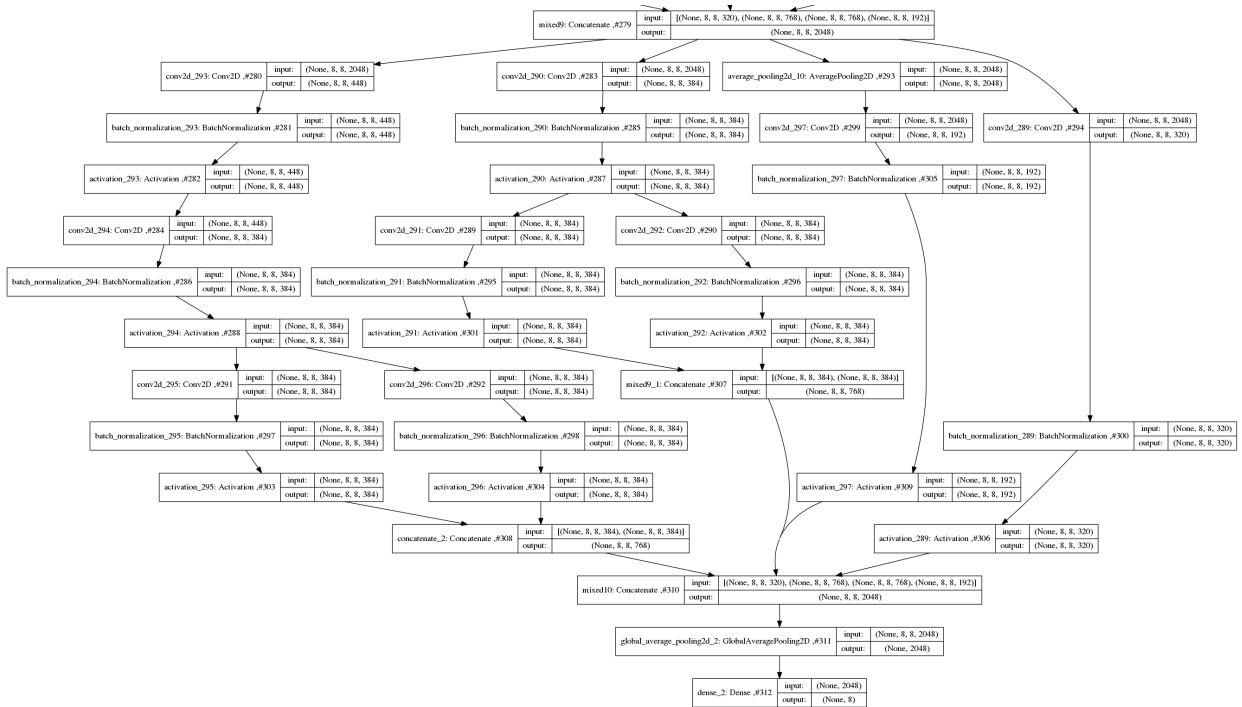 mixed9: Concatenate ,#279 input: [(None, 8, 8, 320), (None, 8, 8, 768), (None, 8, 8, 768), (None, 8, 8, 192)]
output: (None, 8, 8, 2048)
conv2d_293: Conv2D ,#280 input: (None, 8, 8, 2048)
output: (None, 8, 8, 448)
conv2d_290: Conv2D ,#283 input: (None, 8, 8, 2048)
output: (None, 8, 8, 384)
average_pooling2d_10: AveragePooling2D ,#293 input: (None, 8, 8, 2048)
output: (None, 8, 8, 2048)
batch_normalization_293: BatchNormalization ,#281 input: (None, 8, 8, 448)
output: (None, 8, 8, 448)
batch_normalization_290: BatchNormalization ,#285 input: (None, 8, 8, 384)
output: (None, 8, 8, 384)
conv2d_297: Conv2D ,#299 input: (None, 8, 8, 2048)
output: (None, 8, 8, 192)
conv2d_289: Conv2D ,#294 input: (None, 8, 8, 2048)
output: (None, 8, 8, 320)
activation_293: Activation ,#282 input: (None, 8, 8, 448)
output: (None, 8, 8, 448)
activation_290: Activation ,#287 input: (None, 8, 8, 384)
output: (None, 8, 8, 384)
batch_normalization_297: BatchNormalization ,#305 input: (None, 8, 8, 192)
output: (None, 8, 8, 192)
conv2d_294: Conv2D ,#284 input: (None, 8, 8, 448)
output: (None, 8, 8, 384)
conv2d_291: Conv2D ,#289 input: (None, 8, 8, 384)
output: (None, 8, 8, 384)
conv2d_292: Conv2D ,#290 input: (None, 8, 8, 384)
output: (None, 8, 8, 384)
batch_normalization_294: BatchNormalization ,#286 input: (None, 8, 8, 384)
output: (None, 8, 8, 384)
batch_normalization_291: BatchNormalization ,#295 input: (None, 8, 8, 384)
output: (None, 8, 8, 384)
batch_normalization_292: BatchNormalization ,#296 input: (None, 8, 8, 384)
output: (None, 8, 8, 384)
activation_294: Activation ,#288 input: (None, 8, 8, 384)
output: (None, 8, 8, 384)
activation_291: Activation ,#301 input: (None, 8, 8, 384)
output: (None, 8, 8, 384)
activation_292: Activation ,#302 input: (None, 8, 8, 384)
output: (None, 8, 8, 384)
conv2d_295: Conv2D ,#291 input: (None, 8, 8, 384)
output: (None, 8, 8, 384)
conv2d_296: Conv2D ,#292 input: (None, 8, 8, 384)
output: (None, 8, 8, 384)
mixed9_1: Concatenate ,#307 input: [(None, 8, 8, 384), (None, 8, 8, 384)]
output: (None, 8, 8, 768)
batch_normalization_295: BatchNormalization ,#297 input: (None, 8, 8, 384)
output: (None, 8, 8, 384)
batch_normalization_296: BatchNormalization ,#298 input: (None, 8, 8, 384)
output: (None, 8, 8, 384)
batch_normalization_289: BatchNormalization ,#300 input: (None, 8, 8, 320)
output: (None, 8, 8, 320)
activation_295: Activation ,#303 input: (None, 8, 8, 384)
output: (None, 8, 8, 384)
activation_296: Activation ,#304 input: (None, 8, 8, 384)
output: (None, 8, 8, 384)
activation_297: Activation ,#309 input: (None, 8, 8, 192)
output: (None, 8, 8, 192)
concatenate_2: Concatenate ,#308 input: [(None, 8, 8, 384), (None, 8, 8, 384)]
output: (None, 8, 8, 768)
activation_289: Activation ,#306 input: (None, 8, 8, 320)
output: (None, 8, 8, 320)
mixed10: Concatenate ,#310 input: [(None, 8, 8, 320), (None, 8, 8, 768), (None, 8, 8, 768), (None, 8, 8, 192)]
output: (None, 8, 8, 2048)
global_average_pooling2d_2: GlobalAveragePooling2D ,#311 input: (None, 8, 8, 2048)
output: (None, 2048)
dense_2: Dense ,#312 input: (None, 2048)
output: (None, 8)